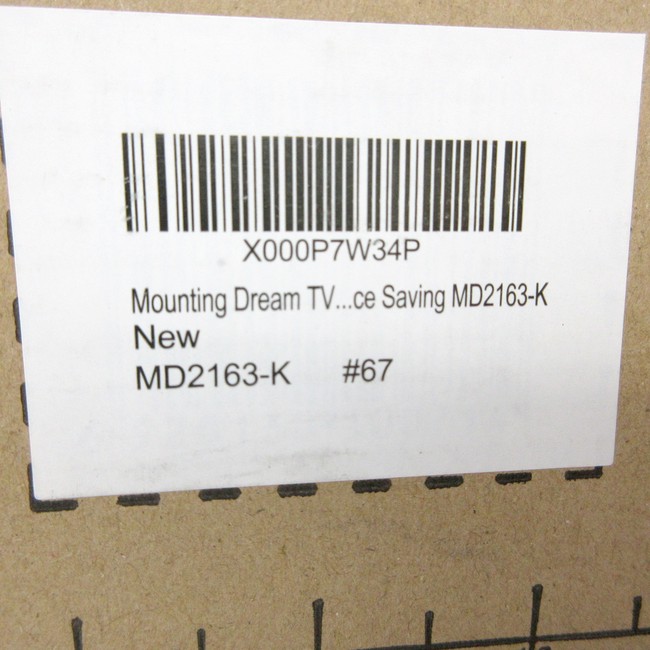 X000P7W34P
Mounting Dream TV...ce Saving MD2163-K
New
MD2163-K #67